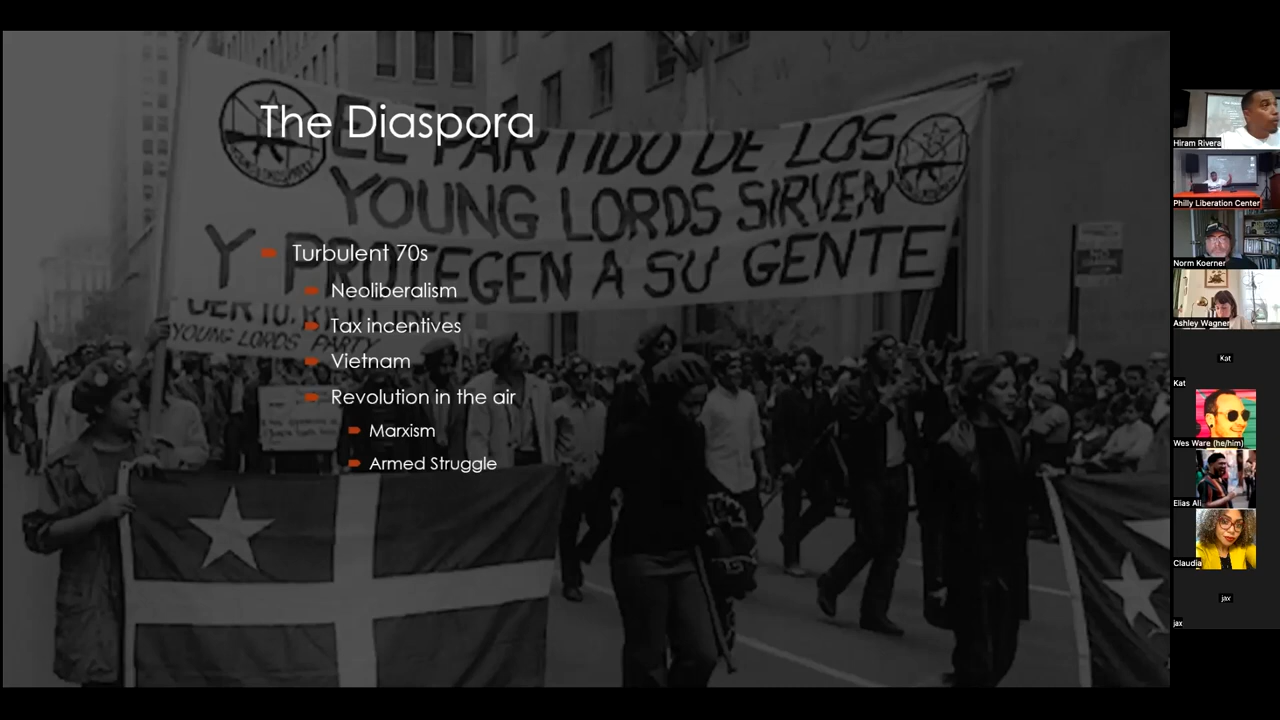 The Diaspora
EL PARTIDO DE LOS
YOUNG LORDS SIRVEN
Y PROTEGEN A SU GENTE
YOUNG LORDS PARTY
Turbulent 70s
Neoliberalism
Tax incentives
Vietnam
Revolution in the air
Marxism
Armed Struggle
Hiram Rivera
Philly Liberation Center
Norm Koerner
Ashley Wagner
Kat
Kat
Wes Ware (he/him)
Elias Ali
Claudia
jax
jax